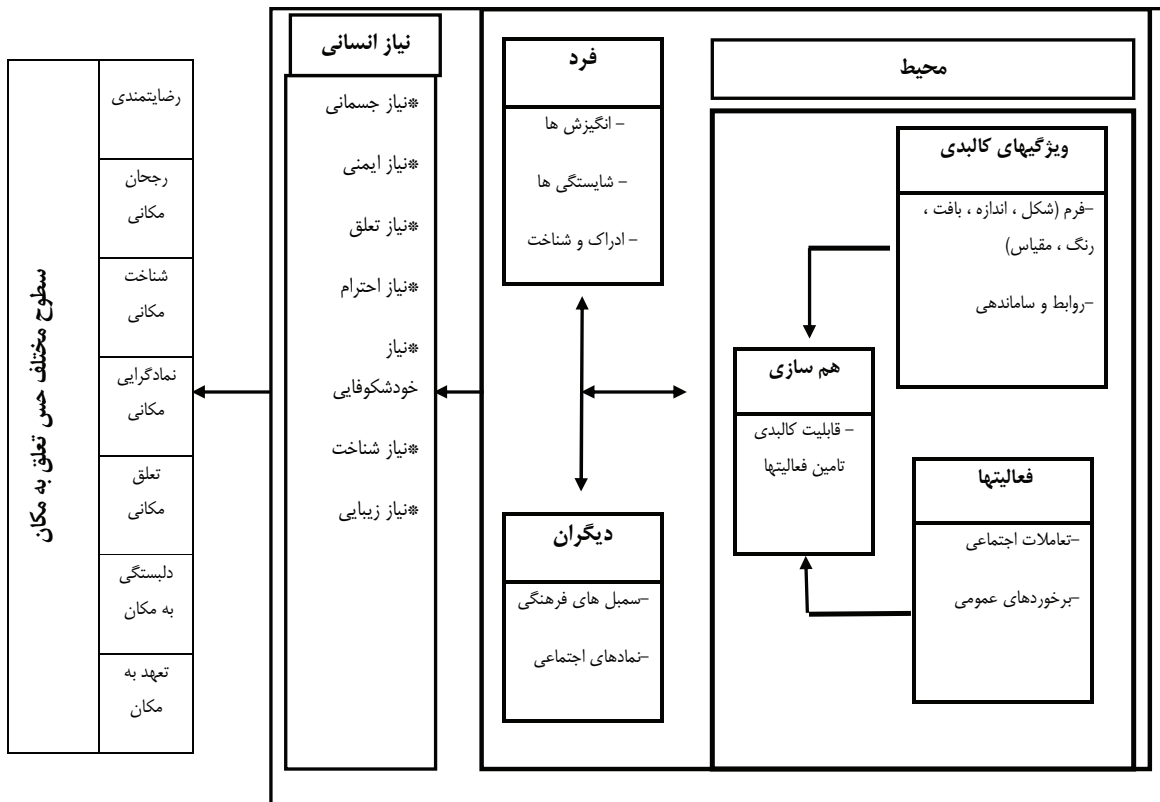 محیط
ویژگیهای کالبدی
–فرم (شکل ، اندازه ، بافت ،
رنگ ، مقیاس)
–روابط و ساماندهی
هم سازی
– قابلیت کالبدی
تامین فعالیتها
فعالیتها
–تعاملات اجتماعی
–برخوردهای عمومی
فرد
– انگیزش ها
– شایستگی ها
– ادراک و شناخت
دیگران
–سمبل های فرهنگی
–نمادهای اجتماعی
نیاز انسانی
*نیاز جسمانی
*نیاز ایمنی
*نیاز تعلق
*نیاز احترام
*نیاز
خودشکوفایی
*نیاز شناخت
*نیاز زیبایی
رضایتمندی
رجحان
مکانی
شناخت
مکانی
نمادگرایی
مکانی
تعلق
مکانی
دلبستگی
به مکان
تعهد به
مکان
سطوح مختلف حس تعلق به مکان